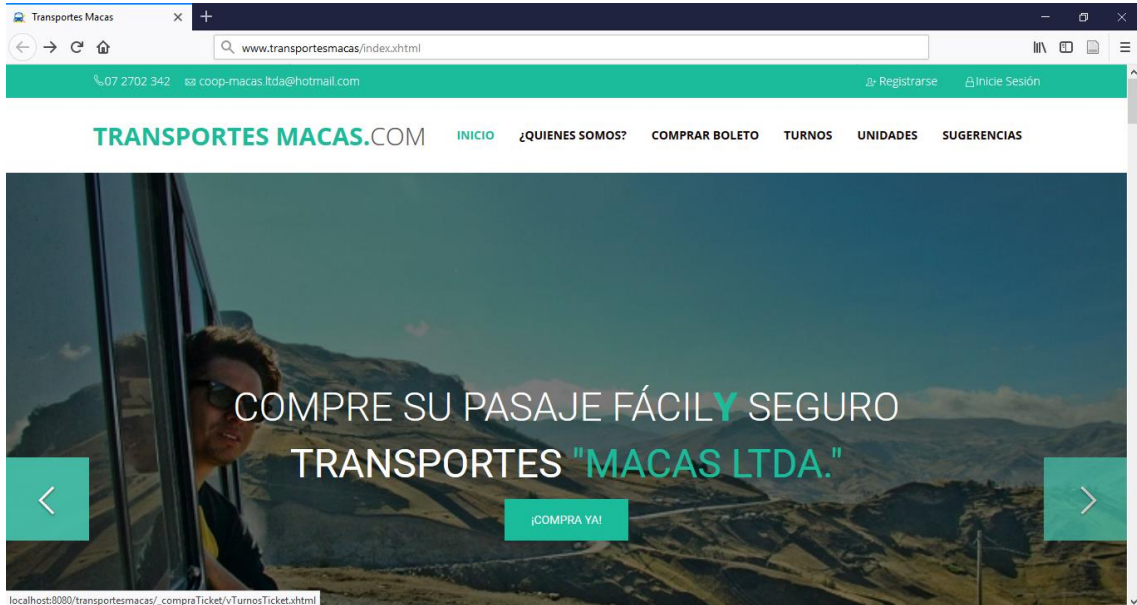 Transportes Macas
www.transportesmacas/index.xhtml
07 2702 342 coop-macas.ltda@hotmail.com Registrarse Inicie Sesión
TRANSPORTES MACAS.COM INICIO ¿QUIENES SOMOS? COMPRAR BOLETO TURNOS UNIDADES SUGERENCIAS
COMPRE SU PASAJE FÁCILY SEGURO
TRANSPORTES "MACAS LTDA."
¡COMPRA YA!
localhost:8080/transportesmacas/_compraTicket/vTurnosTicket.xhtml